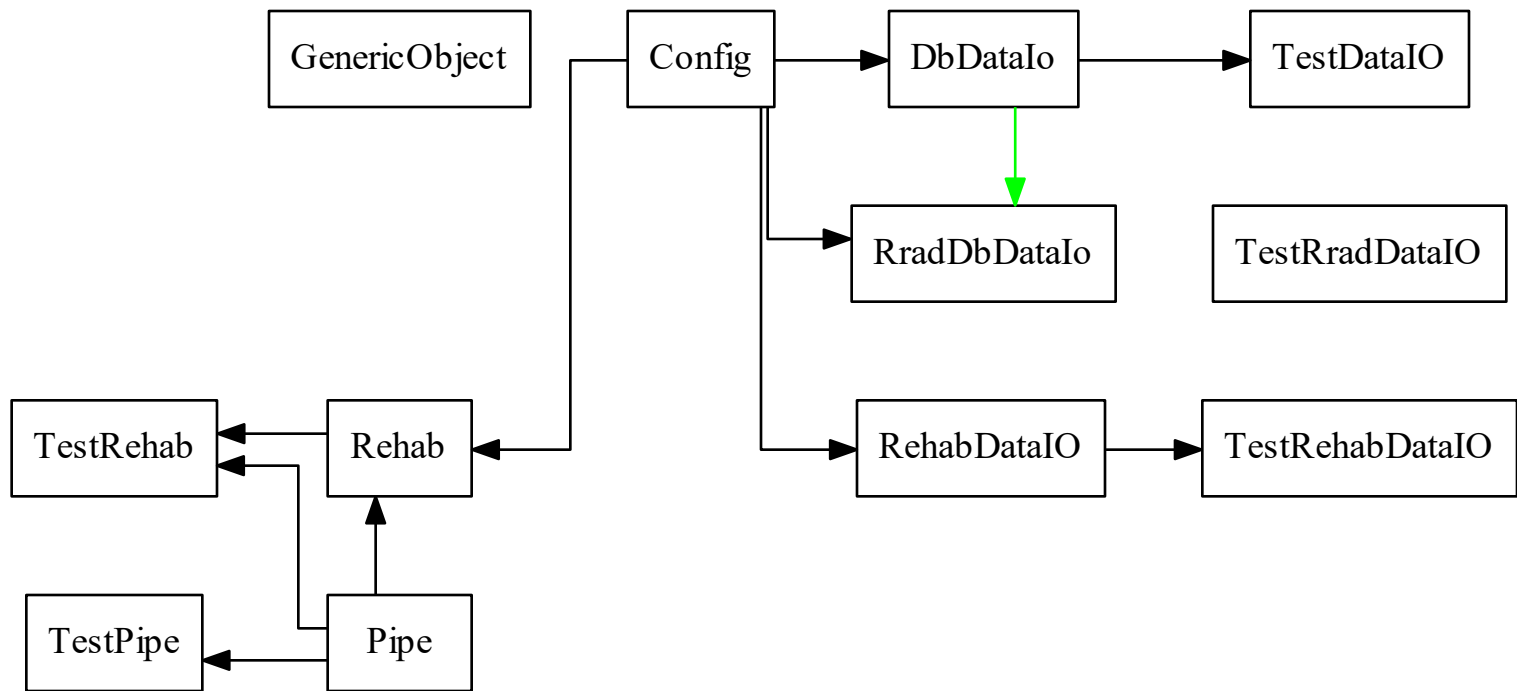 GenericObject
Config
DbDataIo
TestDataIO
RradDbDataIo
TestRradDataIO
TestRehab
Rehab
RehabDataIO
TestRehabDataIO
TestPipe
Pipe